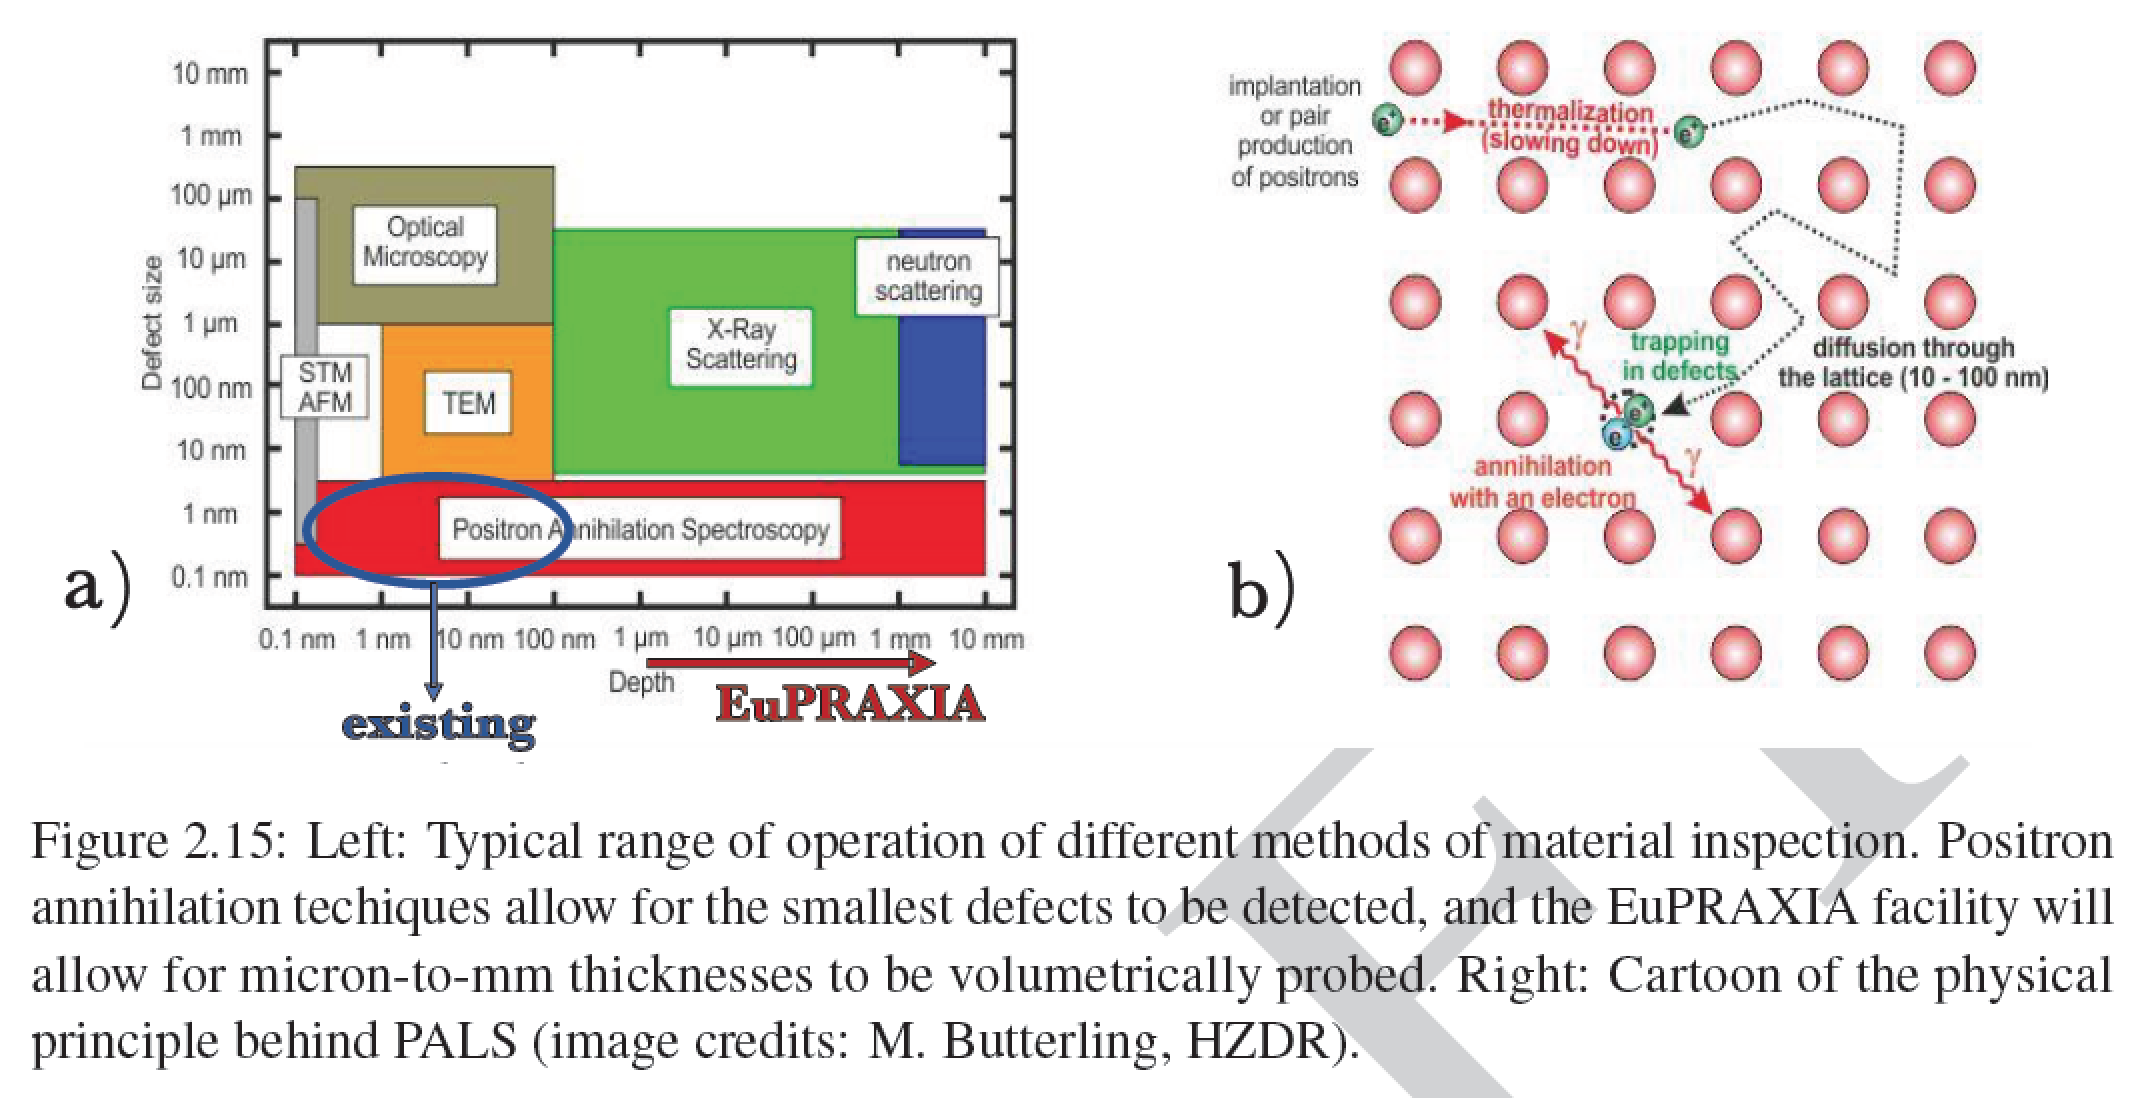 10 mm
1 mm
100 µm
10 µm
1 µm
100 nm
10 nm
1 nm
0.1 nm
Defect size
Optical
Microscopy
neutron
scattering
X-Ray
Scattering
STM
AFM
TEM
Positron Annihilation Spectroscopy
0.1 nm 1 nm 10 nm 100 nm 1 µm 10 µm 100 µm 1 mm 10 mm
Depth
EuPRAXIA
existing
a)
implantation
or pair
production
of positrons
e+
thermalization
(slowing down)
e+
γ
trapping
in defects
diffusion through
the lattice (10 - 100 nm)
e+
e-
γ
annihilation
with an electron
b)
Figure 2.15: Left: Typical range of operation of different methods of material inspection. Positron
annihilation techiques allow for the smallest defects to be detected, and the EuPRAXIA facility will
allow for micron-to-mm thicknesses to be volumetrically probed. Right: Cartoon of the physical
principle behind PALS (image credits: M. Butterling, HZDR).